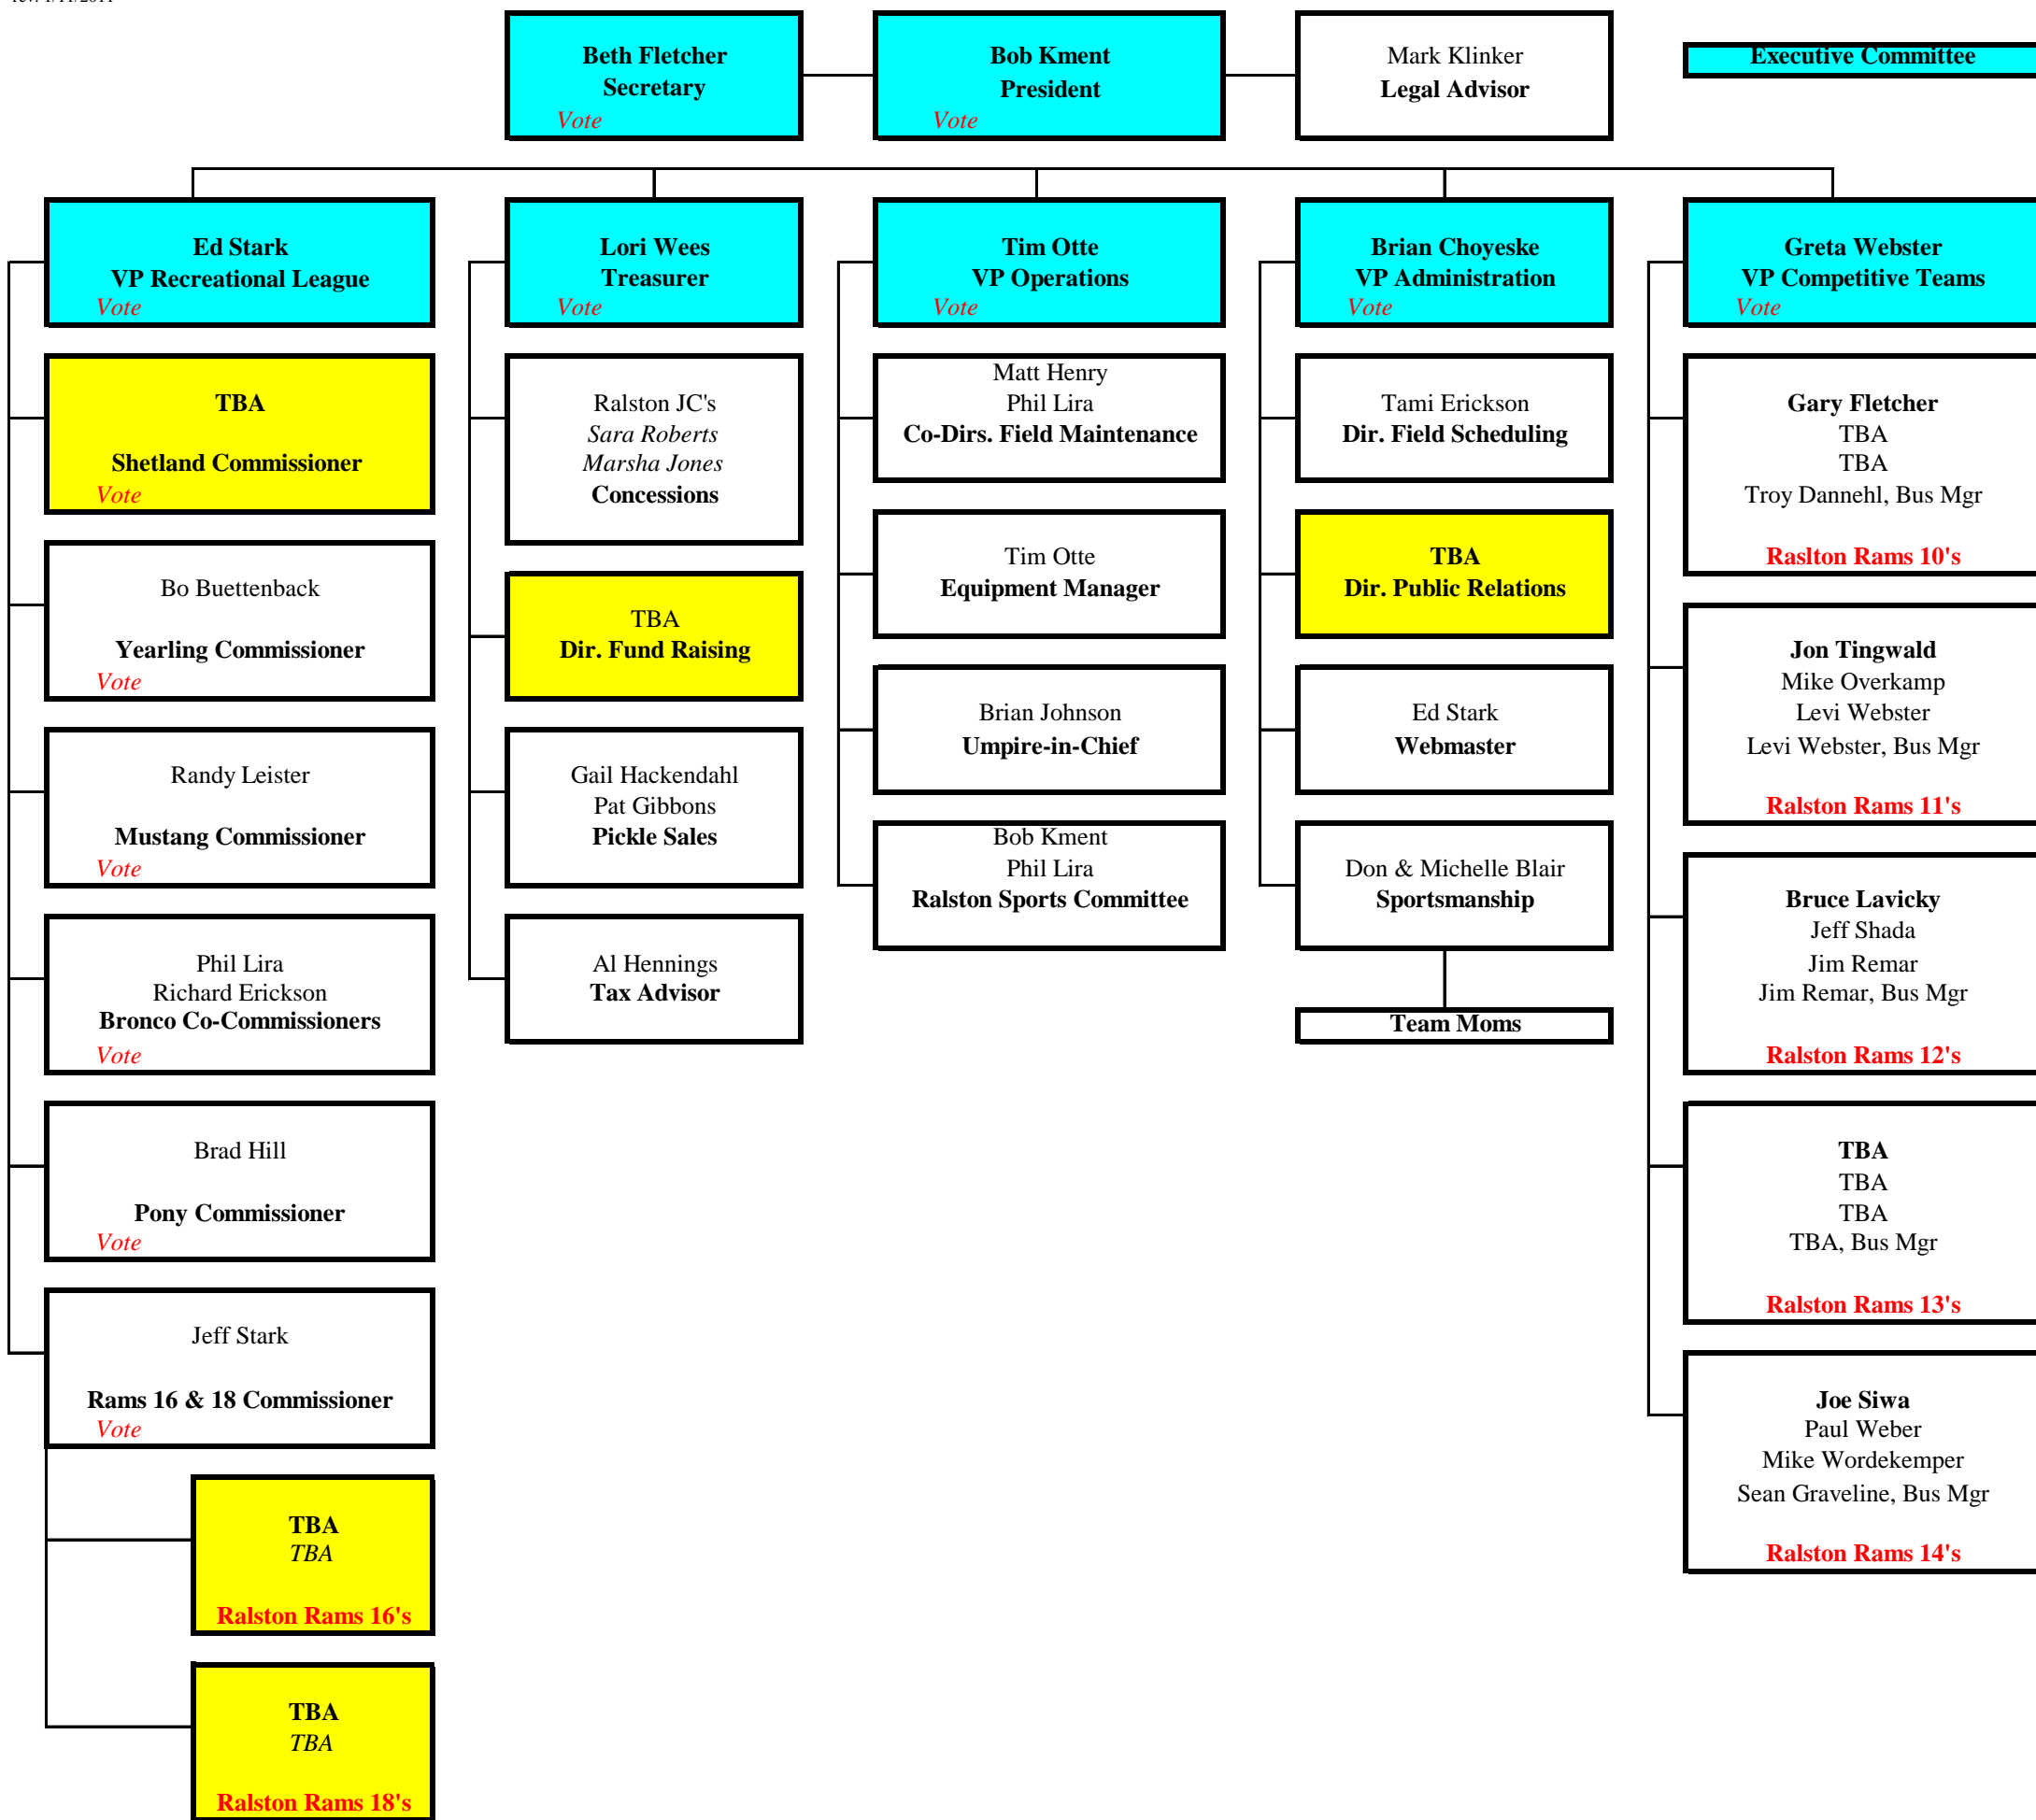 Beth Fletcher
Secretary
Vote
Bob Kment
President
Vote
Mark Klinker
Legal Advisor
Executive Committee
Ed Stark
VP Recreational League
Vote
Lori Wees
Treasurer
Vote
Tim Otte
VP Operations
Vote
Brian Choyeske
VP Administration
Vote
Greta Webster
VP Competitive Teams
Vote
TBA
Shetland Commissioner
Vote
Bo Buettenback
Yearling Commissioner
Vote
Randy Leister
Mustang Commissioner
Vote
Phil Lira
Richard Erickson
Bronco Co-Commissioners
Vote
Brad Hill
Pony Commissioner
Vote
Jeff Stark
Rams 16 & 18 Commissioner
Vote
TBA
TBA
Ralston Rams 16's
TBA
TBA
Ralston Rams 18's
Ralston JC's
Sara Roberts
Marsha Jones
Concessions
TBA
Dir. Fund Raising
Gail Hackendahl
Pat Gibbons
Pickle Sales
Al Hennings
Tax Advisor
Matt Henry
Phil Lira
Co-Dirs. Field Maintenance
Tim Otte
Equipment Manager
Brian Johnson
Umpire-in-Chief
Bob Kment
Phil Lira
Ralston Sports Committee
Tami Erickson
Dir. Field Scheduling
TBA
Dir. Public Relations
Ed Stark
Webmaster
Don & Michelle Blair
Sportsmanship
Team Moms
Gary Fletcher
TBA
TBA
Troy Dannehl, Bus Mgr
Raslton Rams 10's
Jon Tingwald
Mike Overkamp
Levi Webster
Levi Webster, Bus Mgr
Ralston Rams 11's
Bruce Lavicky
Jeff Shada
Jim Remar
Jim Remar, Bus Mgr
Ralston Rams 12's
TBA
TBA
TBA
TBA, Bus Mgr
Ralston Rams 13's
Joe Siwa
Paul Weber
Mike Wordekemper
Sean Graveline, Bus Mgr
Ralston Rams 14's